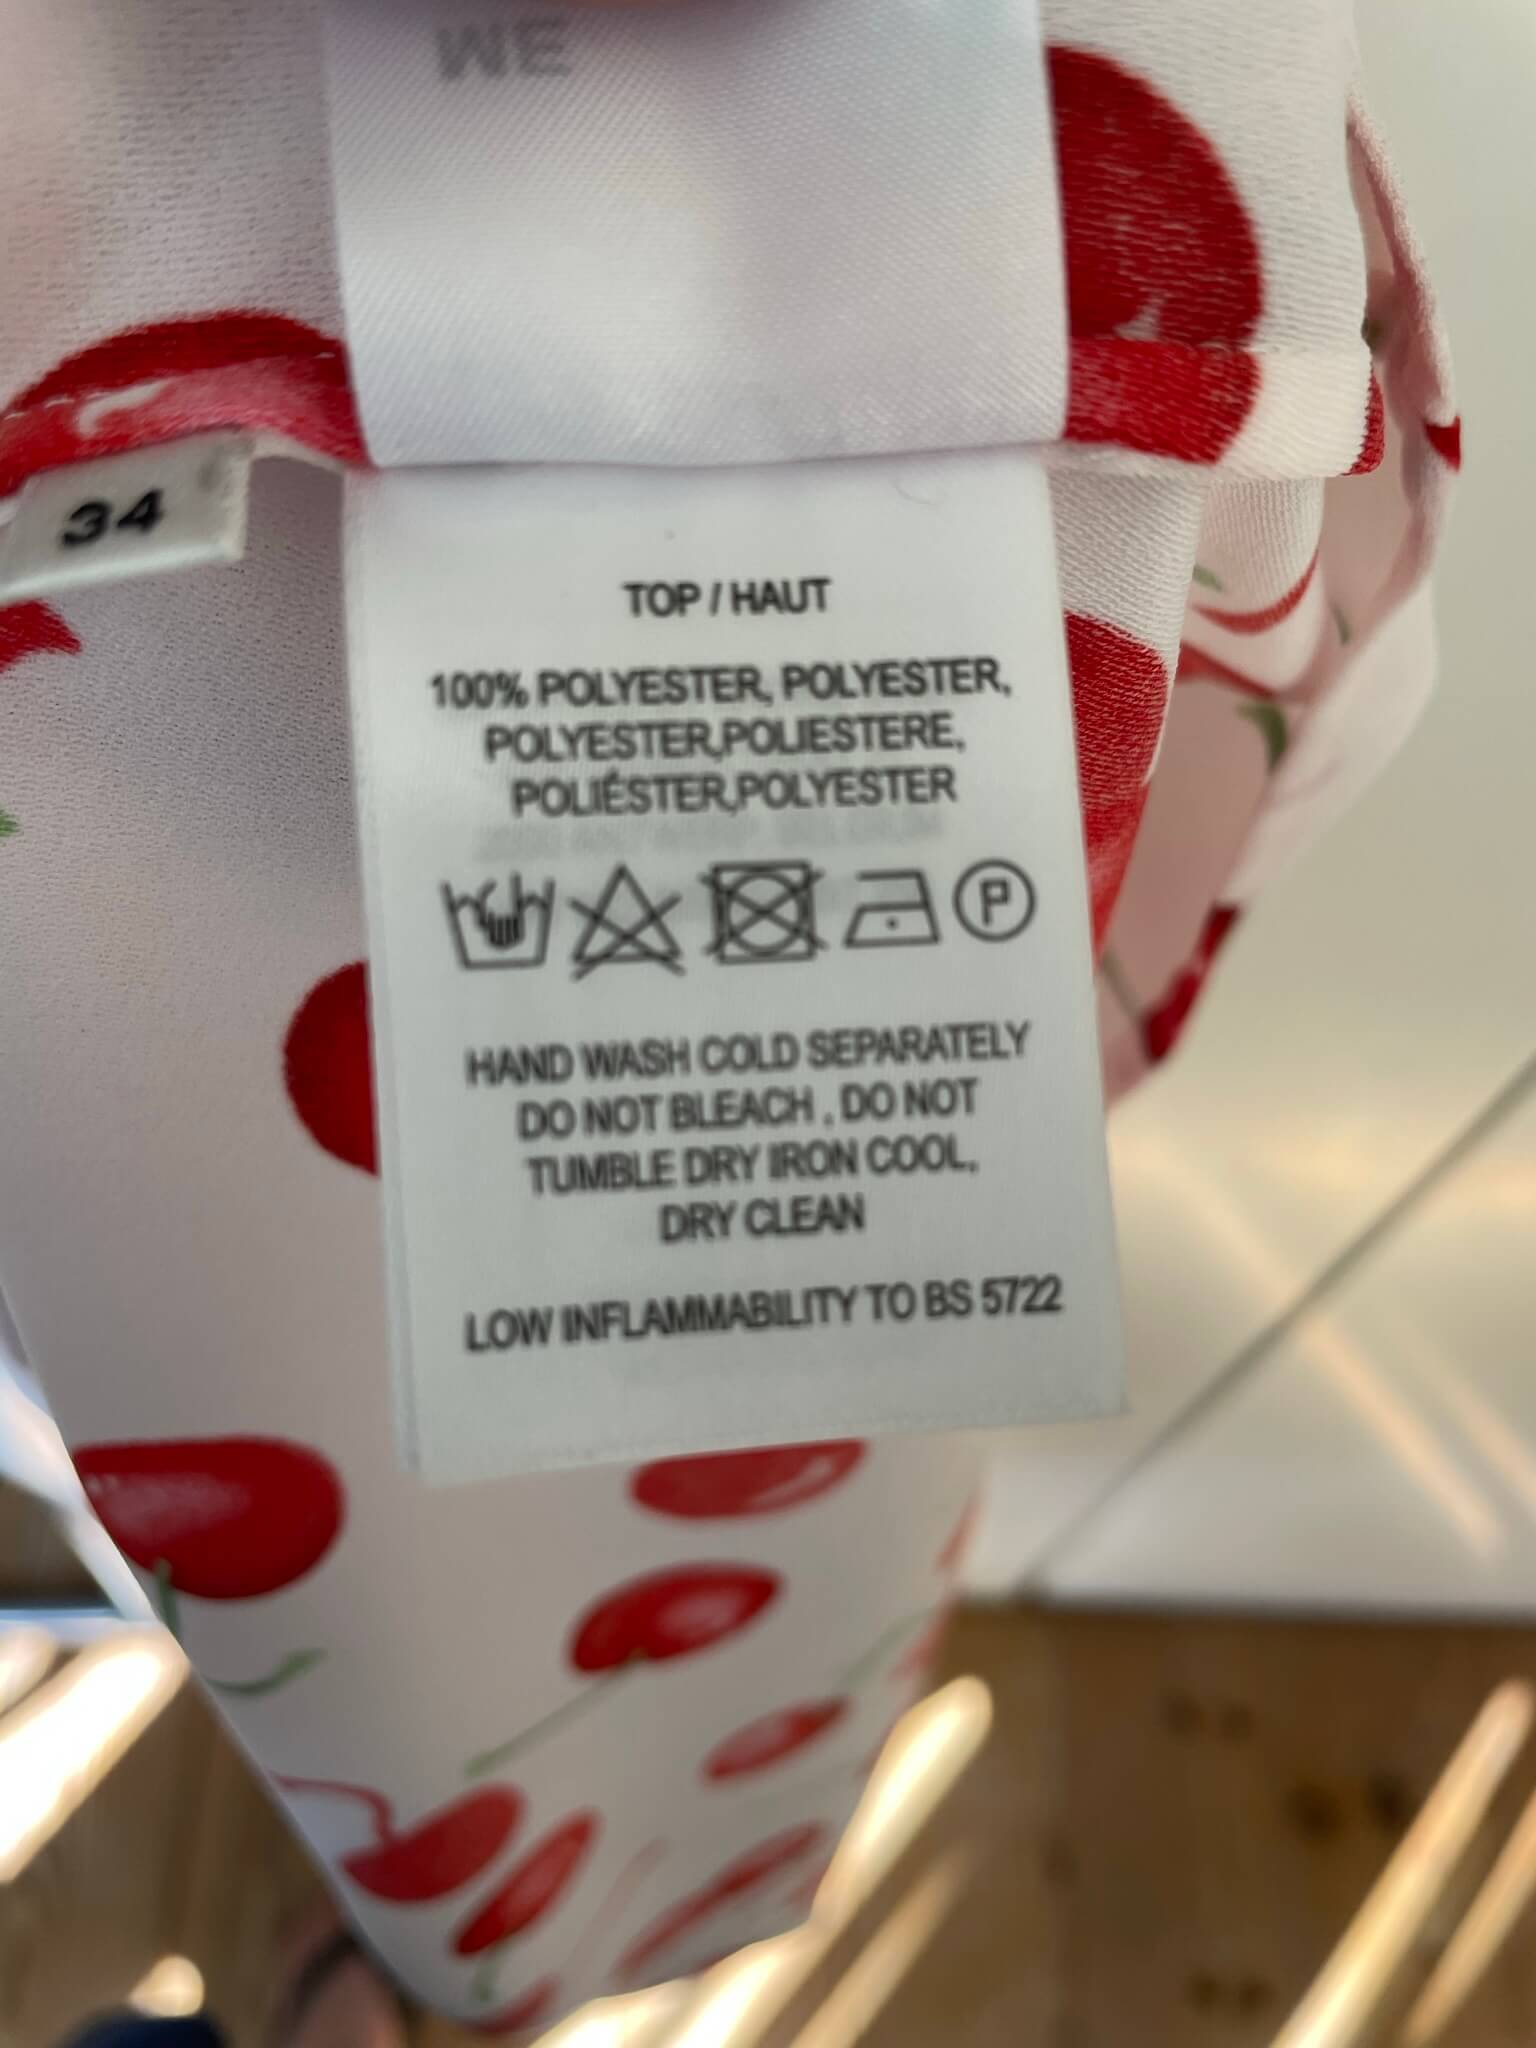 34
TOP / HAUT
100% POLYESTER, POLYESTER,
POLYESTER,POLIESTERE,
POLIÉSTER,POLYESTER
P
HAND WASH COLD SEPARATELY
DO NOT BLEACH , DO NOT
TUMBLE DRY IRON COOL,
DRY CLEAN
LOW INFLAMMABILITY TO BS 5722